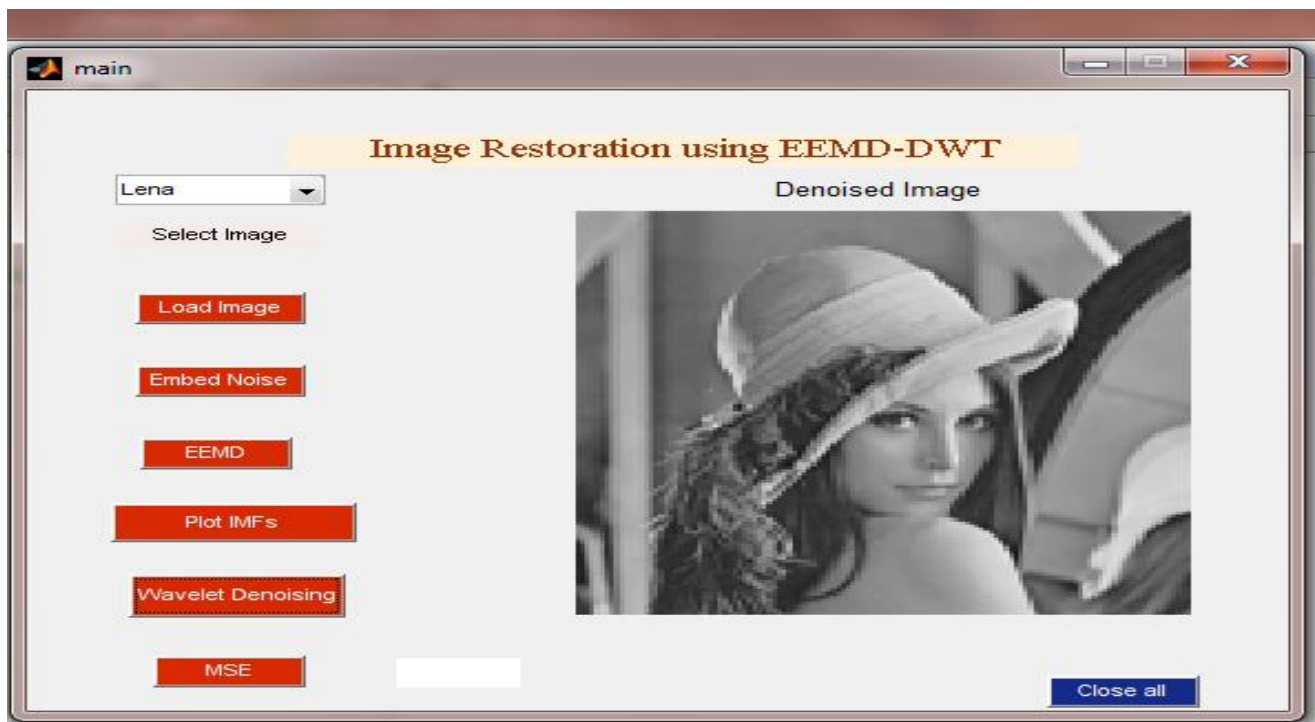 main
Image Restoration using EEMD-DWT
Lena
Denoised Image
Select Image
Load Image
Embed Noise
EEMD
Plot IMFs
Wavelet Denoising
MSE
Close all